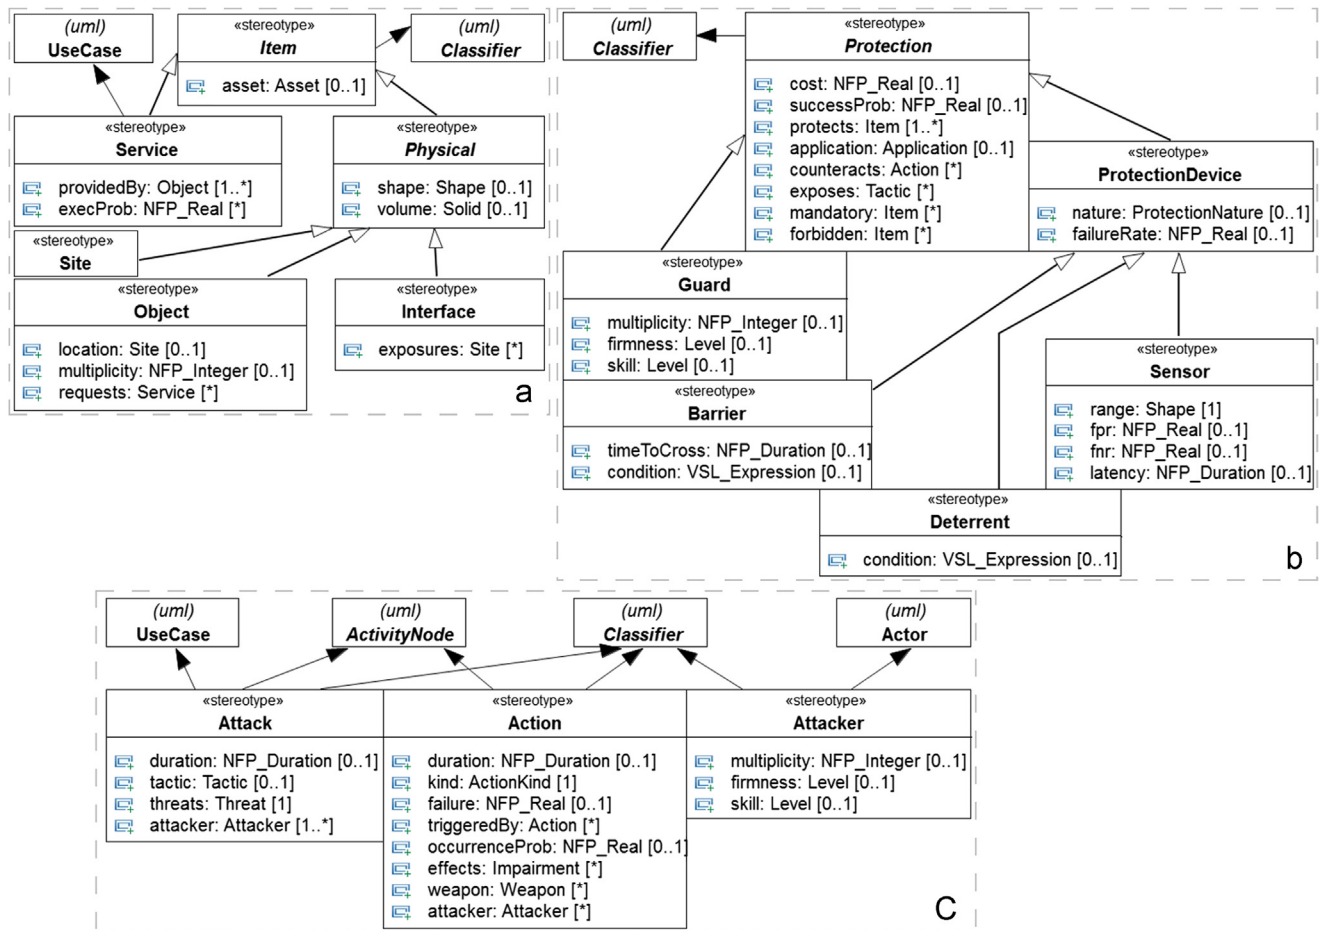 (uml)
UseCase
«stereotype»
Item
asset: Asset [0..1]
(uml)
Classifier
«stereotype»
Service
providedBy: Object [1..*]
execProb: NFP_Real [*]
«stereotype»
Physical
shape: Shape [0..1]
volume: Solid [0..1]
«stereotype»
Site
«stereotype»
Object
location: Site [0..1]
multiplicity: NFP_Integer [0..1]
requests: Service [*]
«stereotype»
Interface
exposures: Site [*]
a
(uml)
Classifier
«stereotype»
Protection
cost: NFP_Real [0..1]
successProb: NFP_Real [0..1]
protects: Item [1..*]
application: Application [0..1]
counteracts: Action [*]
exposes: Tactic [*]
mandatory: Item [*]
forbidden: Item [*]
«stereotype»
ProtectionDevice
nature: ProtectionNature [0..1]
failureRate: NFP_Real [0..1]
«stereotype»
Guard
multiplicity: NFP_Integer [0..1]
firmness: Level [0..1]
skill: Level [0..1]
«stereotype»
Barrier
timeToCross: NFP_Duration [0..1]
condition: VSL_Expression [0..1]
«stereotype»
Sensor
range: Shape [1]
fpr: NFP_Real [0..1]
fnr: NFP_Real [0..1]
latency: NFP_Duration [0..1]
«stereotype»
Deterrent
condition: VSL_Expression [0..1]
b
(uml)
UseCase
(uml)
ActivityNode
(uml)
Classifier
(uml)
Actor
«stereotype»
Attack
duration: NFP_Duration [0..1]
tactic: Tactic [0..1]
threats: Threat [1]
attacker: Attacker [1..*]
«stereotype»
Action
duration: NFP_Duration [0..1]
kind: ActionKind [1]
failure: NFP_Real [0..1]
triggeredBy: Action [*]
occurrenceProb: NFP_Real [0..1]
effects: Impairment [*]
weapon: Weapon [*]
attacker: Attacker [*]
«stereotype»
Attacker
multiplicity: NFP_Integer [0..1]
firmness: Level [0..1]
skill: Level [0..1]
C